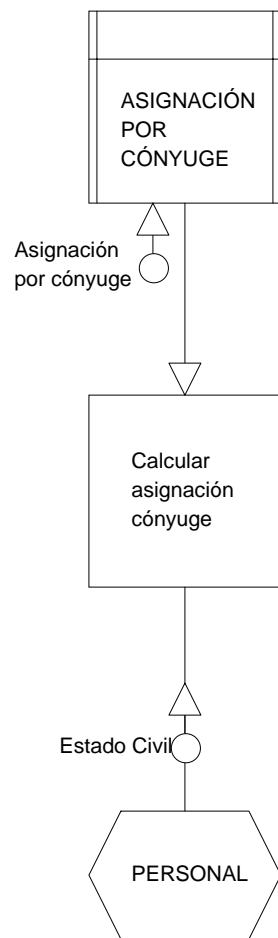 ASIGNACIÓN
POR
CÓNYUGE
Asignación
por cónyuge
Calcular
asignación
cónyuge
Estado Civil
PERSONAL